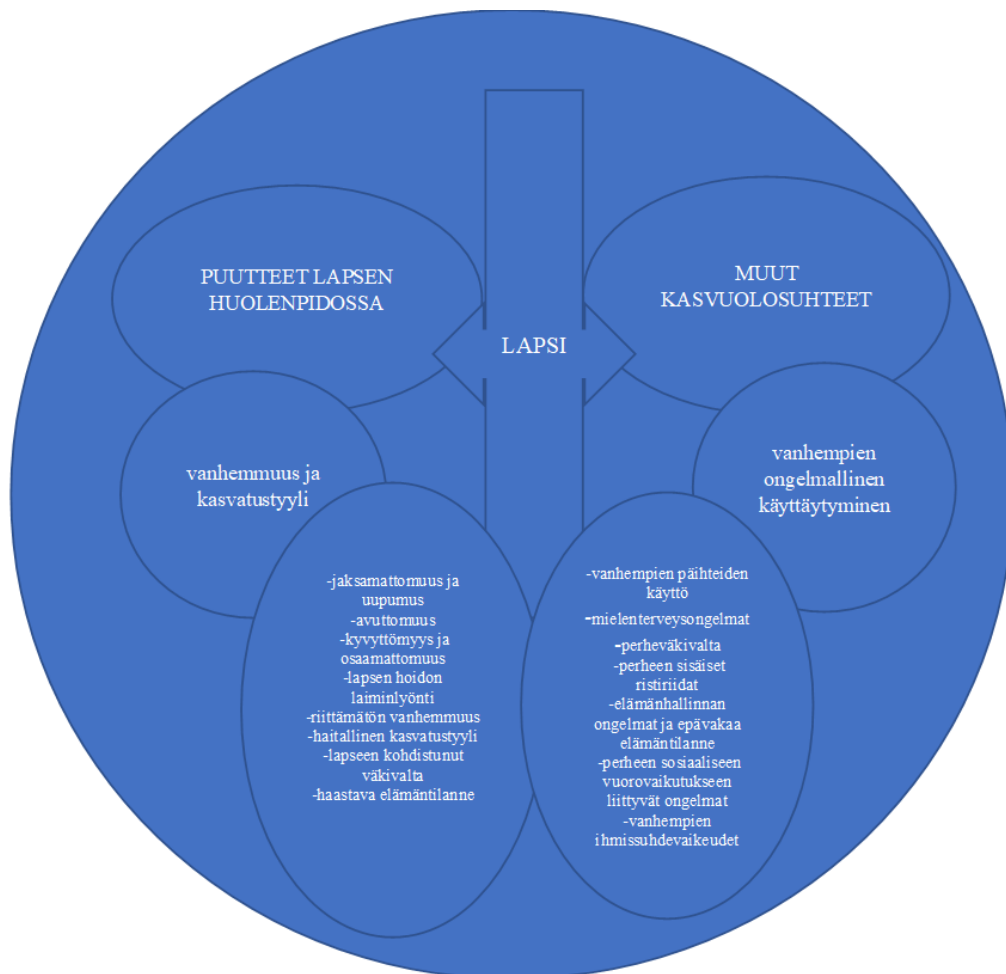 PUUTTEET LAPSEN
HUOLENPIDOSSA
MUUT
KASVUOLOSUHTEET
LAPSI
vanhemmuus ja
kasvatustyyli
vanhempien
ongelmallinen
käyttäytyminen
-jaksamattomuus ja
uupumus
-avuttomuus
-kyvyttömyys ja
osaamattomuus
-lapsen hoidon
laiminlyönti
-riittämätön vanhemmuus
-haitallinen kasvatustyyli
-lapseen kohdistunut
väkivalta
-haastava elämäntilanne
-vanhempien päihteiden
käyttö
-mielenterveysongelmat
-perheväkivalta
-perheen sisäiset
ristiriidat
-elämänhallinnan
ongelmat ja epävakaa
elämäntilanne
-perheen sosiaaliseen
vuorovaikutukseen
liittyvät ongelmat
-vanhempien
ihmissuhdevaikeudet